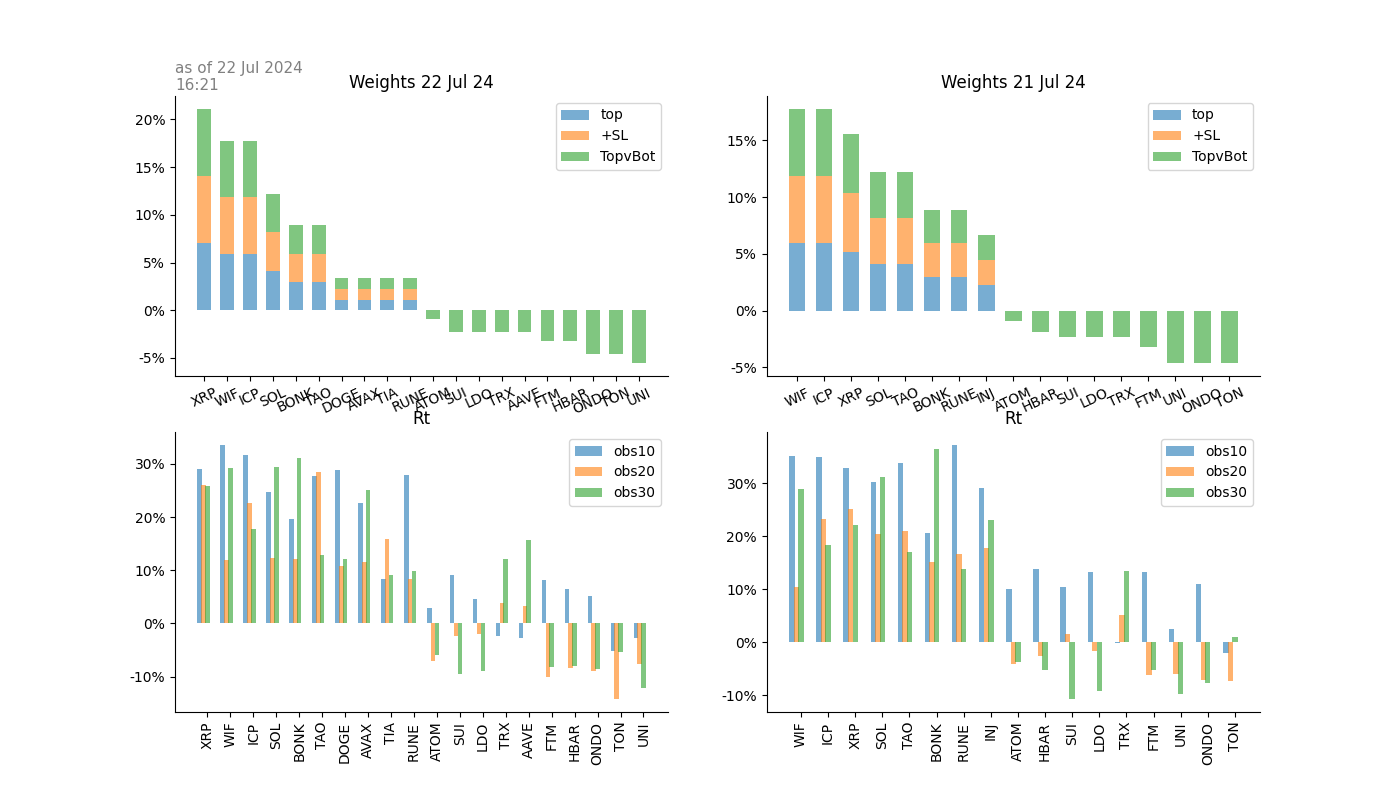 as of 22 Jul 2024
16:21
Weights 22 Jul 24
20%
15%
10%
5%
0%
-5%
top
+SL
TopvBot
XRP WIF ICP SOL BONK TAO DOGE AVAX TIA RUNE ATOM SUI LDO TRX AAVE FTM HBAR ONDO TON UNI
Weights 21 Jul 24
15%
10%
5%
0%
-5%
top
+SL
TopvBot
WIF ICP XRP SOL TAO BONK RUNE INJ ATOM HBAR SUI LDO TRX FTM UNI ONDO TON
Rt
30%
20%
10%
0%
-10%
obs10
obs20
obs30
XRP WIF ICP SOL BONK TAO DOGE AVAX TIA RUNE ATOM SUI LDO TRX AAVE FTM HBAR ONDO TON UNI
Rt
30%
20%
10%
0%
-10%
obs10
obs20
obs30
WIF ICP XRP SOL TAO BONK RUNE INJ ATOM HBAR SUI LDO TRX FTM UNI ONDO TON